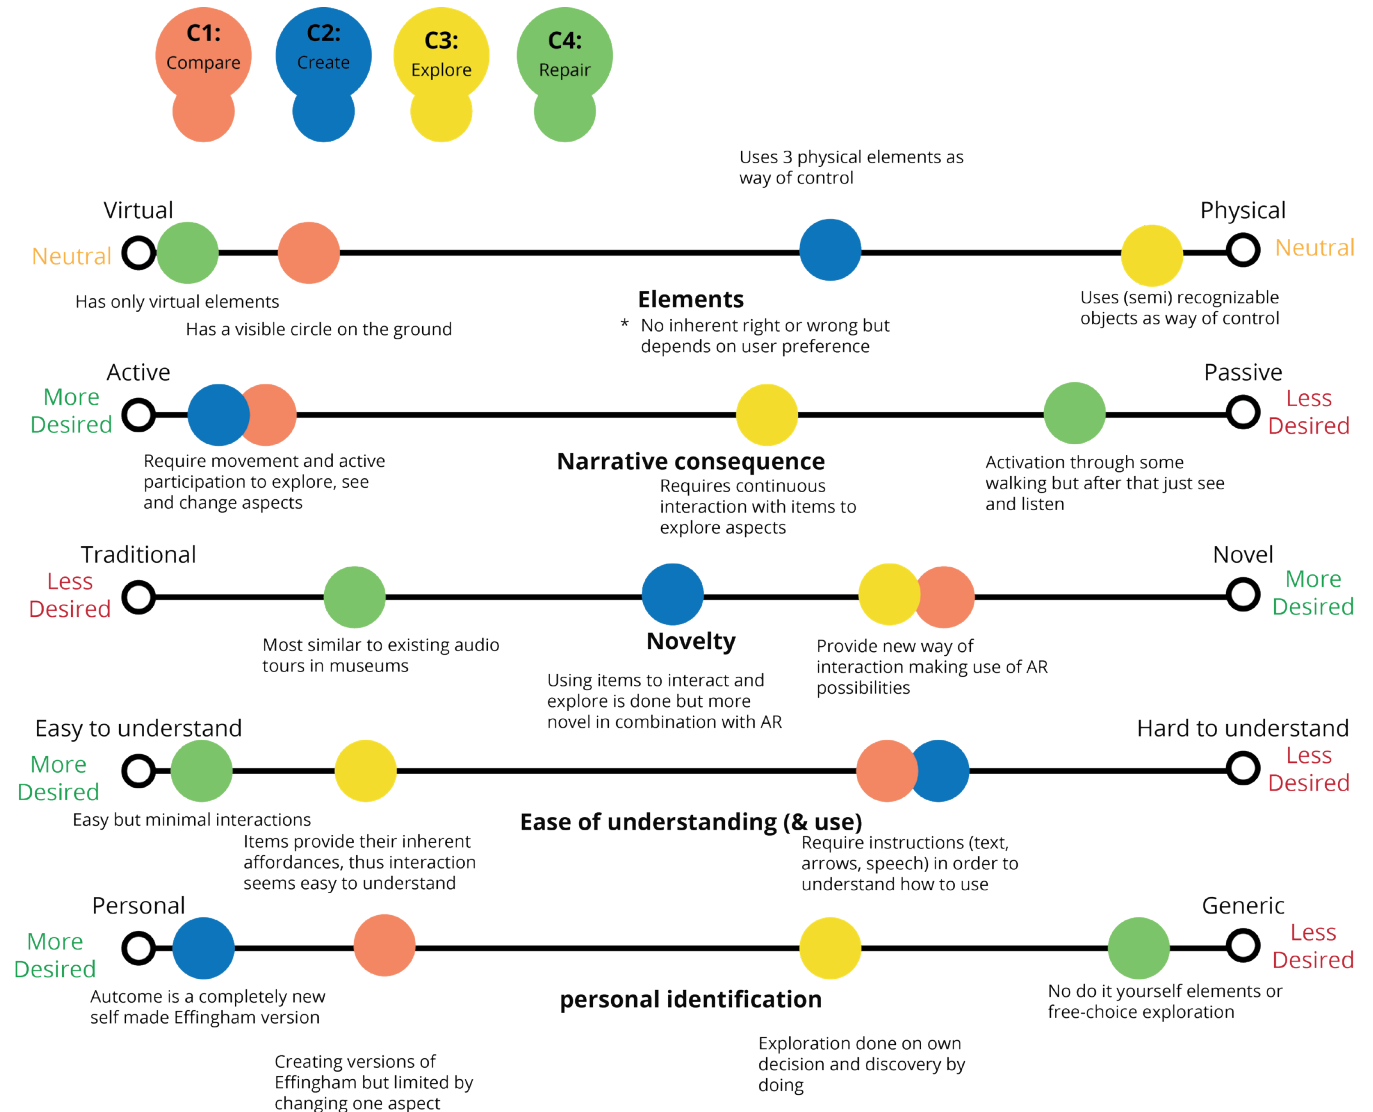 C1:
Compare
C2:
Create
C3:
Explore
C4:
Repair
Uses 3 physical elements as
way of control
Virtual
Physical
Neutral
Neutral
Has only virtual elements
Has a visible circle on the ground
Elements
* No inherent right or wrong but
depends on user preference
Uses (semi) recognizable
objects as way of control
Active
Passive
More
Desired
Less
Desired
Require movement and active
participation to explore, see
and change aspects
Narrative consequence
Requires continuous
interaction with items to
explore aspects
Activation through some
walking but after that just see
and listen
Traditional
Novel
Less
Desired
More
Desired
Most similar to existing audio
tours in museums
Novelty
Using items to interact and
explore is done but more
novel in combination with AR
Provide new way of
interaction making use of AR
possibilities
Easy to understand
Hard to understand
More
Desired
Less
Desired
Easy but minimal interactions
Items provide their inherent
affordances, thus interaction
seems easy to understand
Ease of understanding (& use)
Require instructions (text,
arrows, speech) in order to
understand how to use
Personal
Generic
More
Desired
Less
Desired
Autcome is a completely new
self made Effingham version
Creating versions of
Effingham but limited by
changing one aspect
personal identification
Exploration done on own
decision and discovery by
doing
No do it yourself elements or
free-choice exploration